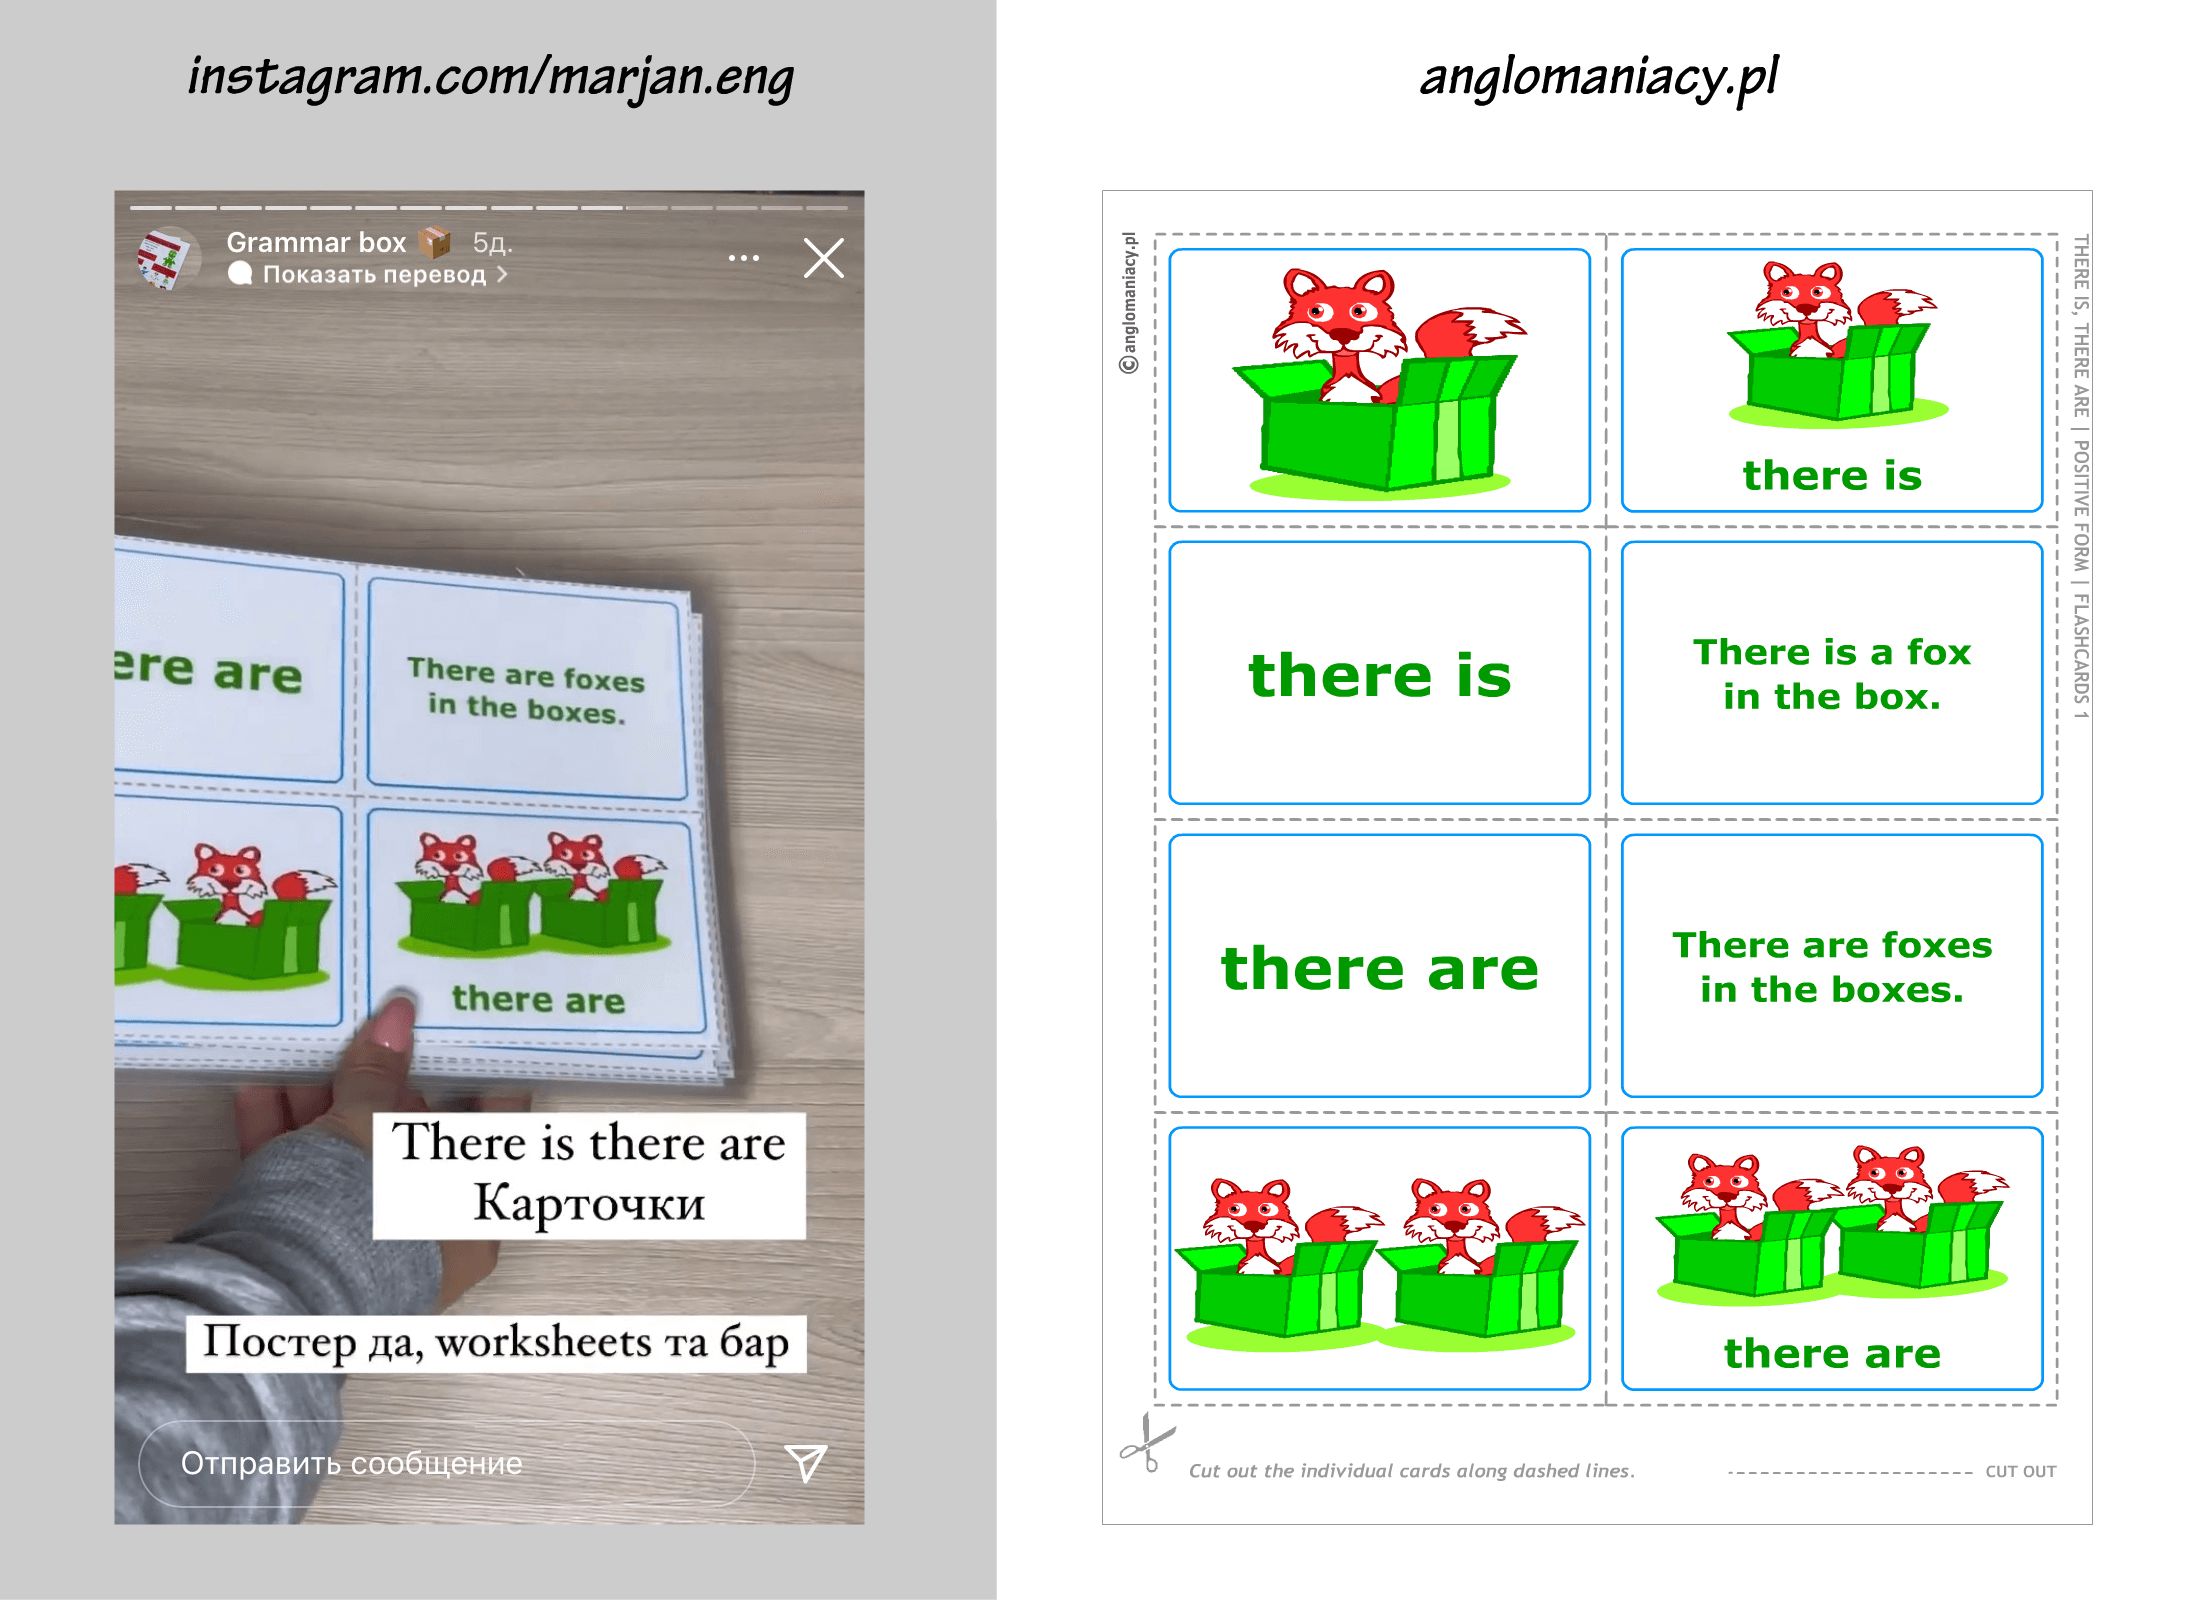 instagram.com/marjan.eng
Grammar box 5д.
Показать перевод
ere are
There are foxes
in the boxes.
there are
There is there are
Карточки
Постер да, worksheets та бар
Отправить сообщение
anglomaniacy.pl
©anglomaniacy.pl
THERE IS, THERE ARE | POSITIVE FORM | FLASHCARDS 1
there is
there is
There is a fox
in the box.
there are
There are foxes
in the boxes.
there are
Cut out the individual cards along dashed lines.
CUT OUT